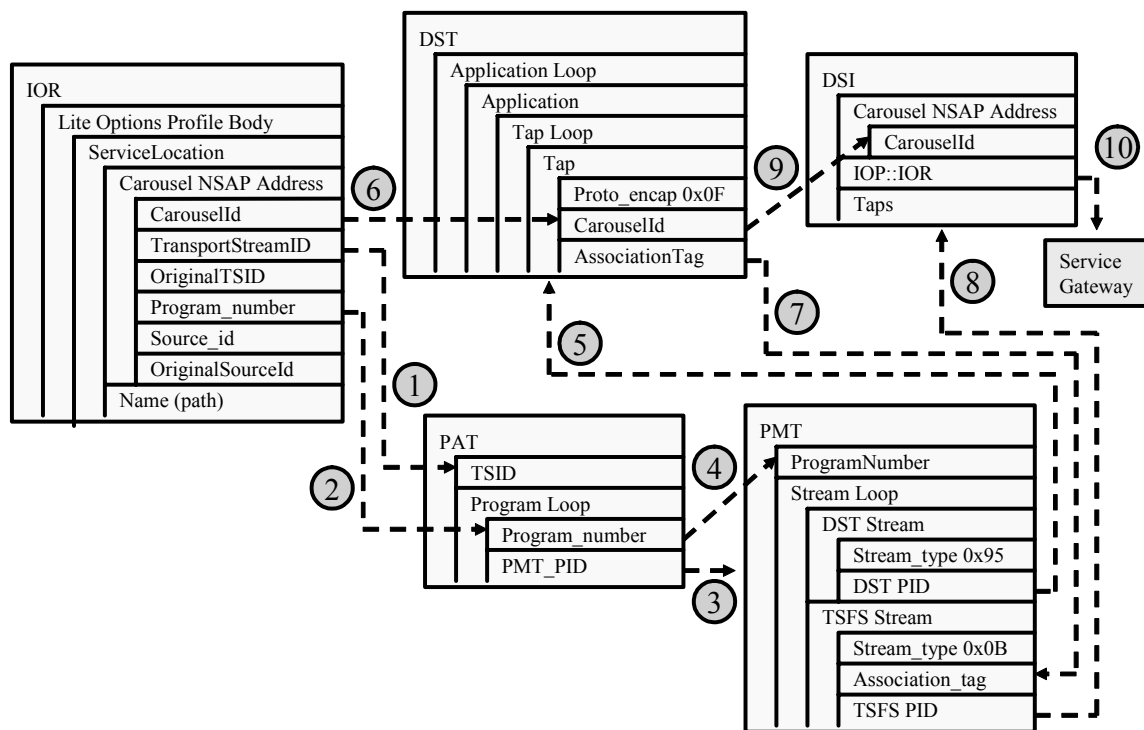 IOR
Lite Options Profile Body
ServiceLocation
Carousel NSAP Address
CarouselId
TransportStreamID
OriginalTSID
Program_number
Source_id
OriginalSourceId
Name (path)
6
1
2
DST
Application Loop
Application
Tap Loop
Tap
Proto_encap 0x0F
CarouselId
AssociationTag
5
9
7
DSI
Carousel NSAP Address
CarouselId
IOP::IOR
Taps
10
8
Service
Gateway
PAT
TSID
Program Loop
Program_number
PMT_PID
4
3
PMT
ProgramNumber
Stream Loop
DST Stream
Stream_type 0x95
DST PID
TSFS Stream
Stream_type 0x0B
Association_tag
TSFS PID